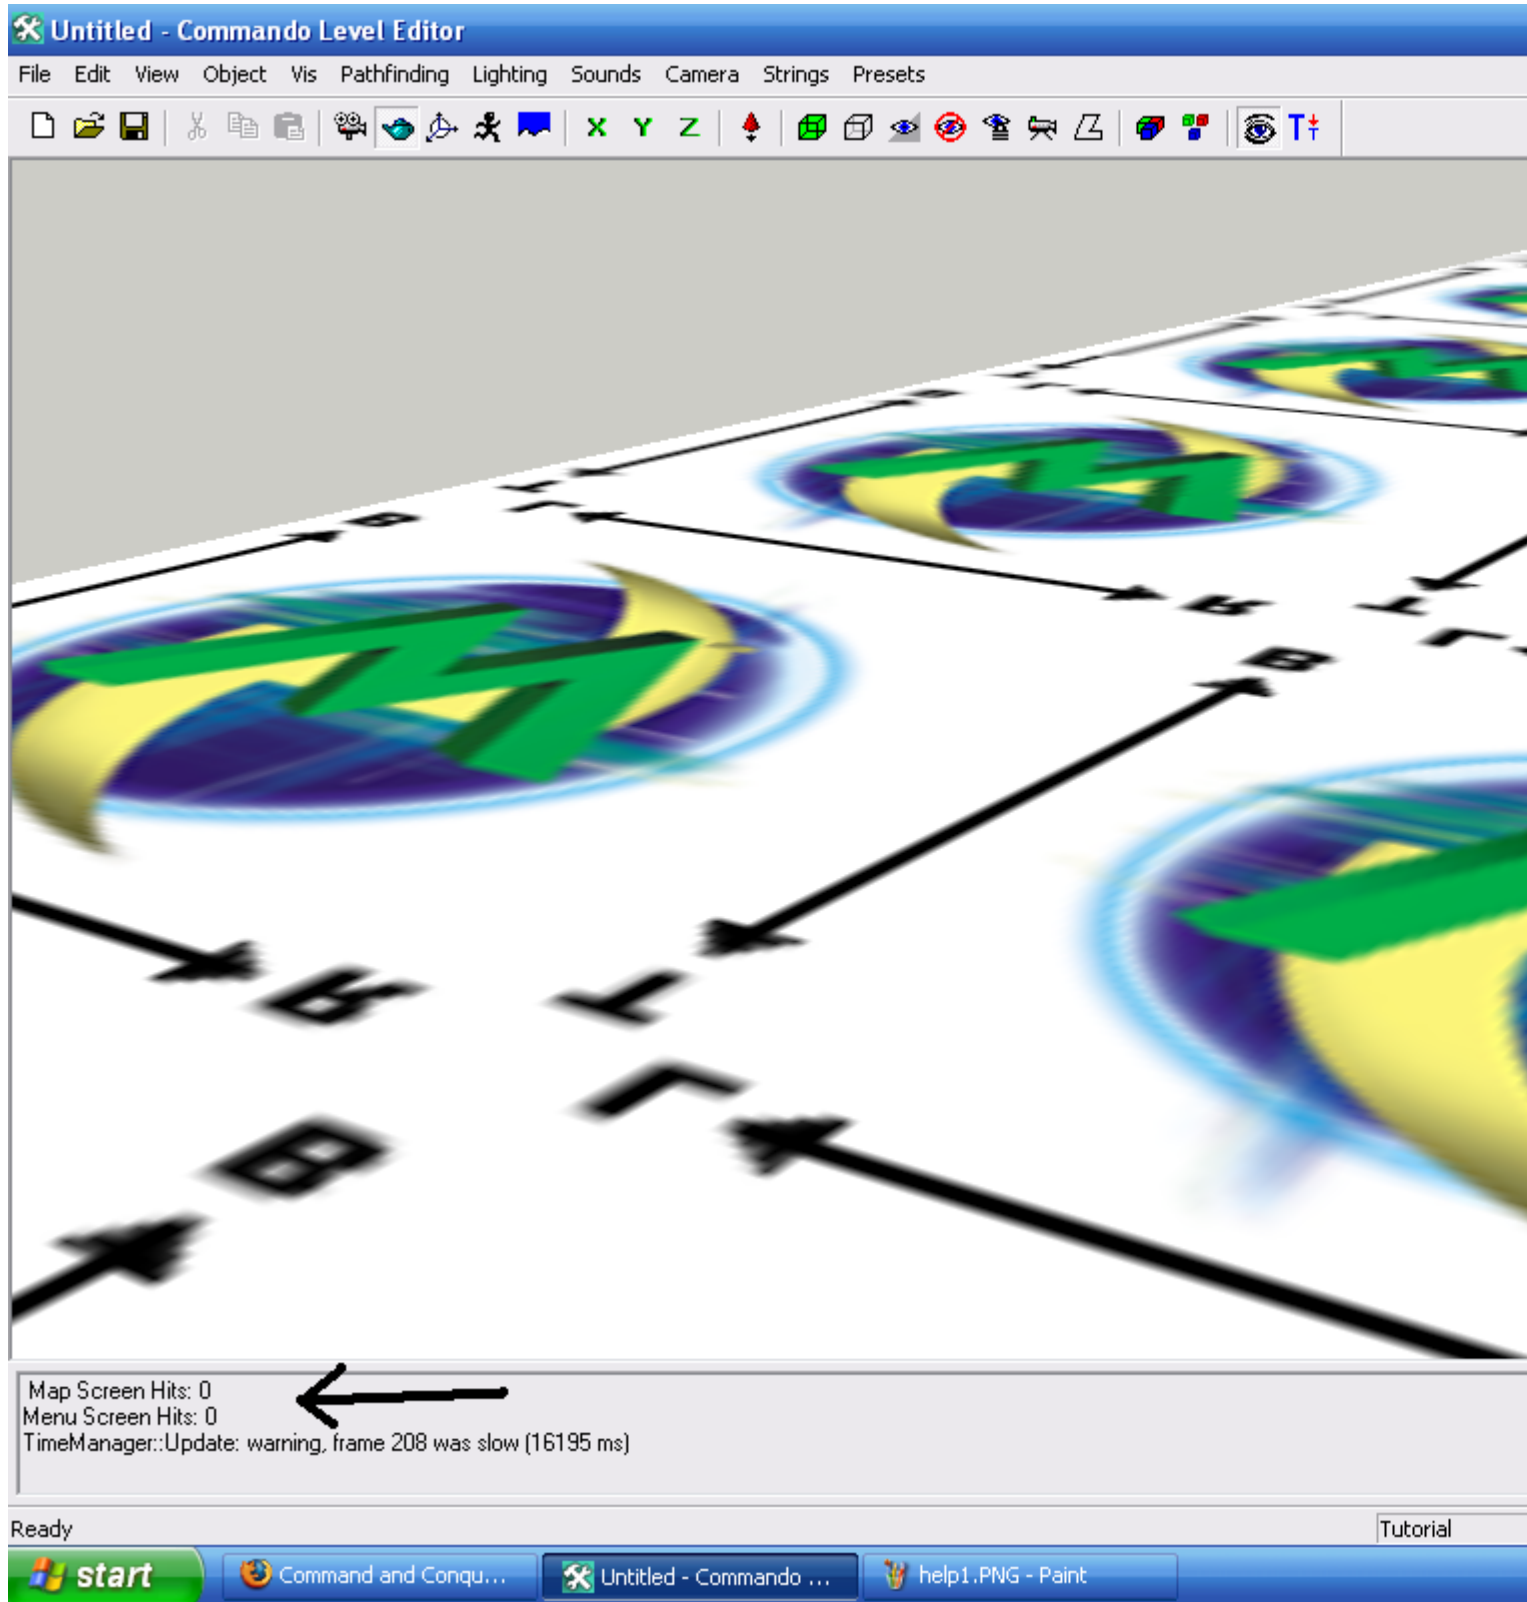 Untitled - Commando Level Editor
File Edit View Object Vis Pathfinding Lighting Sounds Camera Strings Presets
X Y Z T T
B
T
L
R
T
B
L
R
T
L
B
Map Screen Hits: 0
Menu Screen Hits: 0
TimeManager::Update: warning, frame 208 was slow (16195 ms)
Ready Tutorial
start Command and Conqu... Untitled - Commando ... help1.PNG - Paint